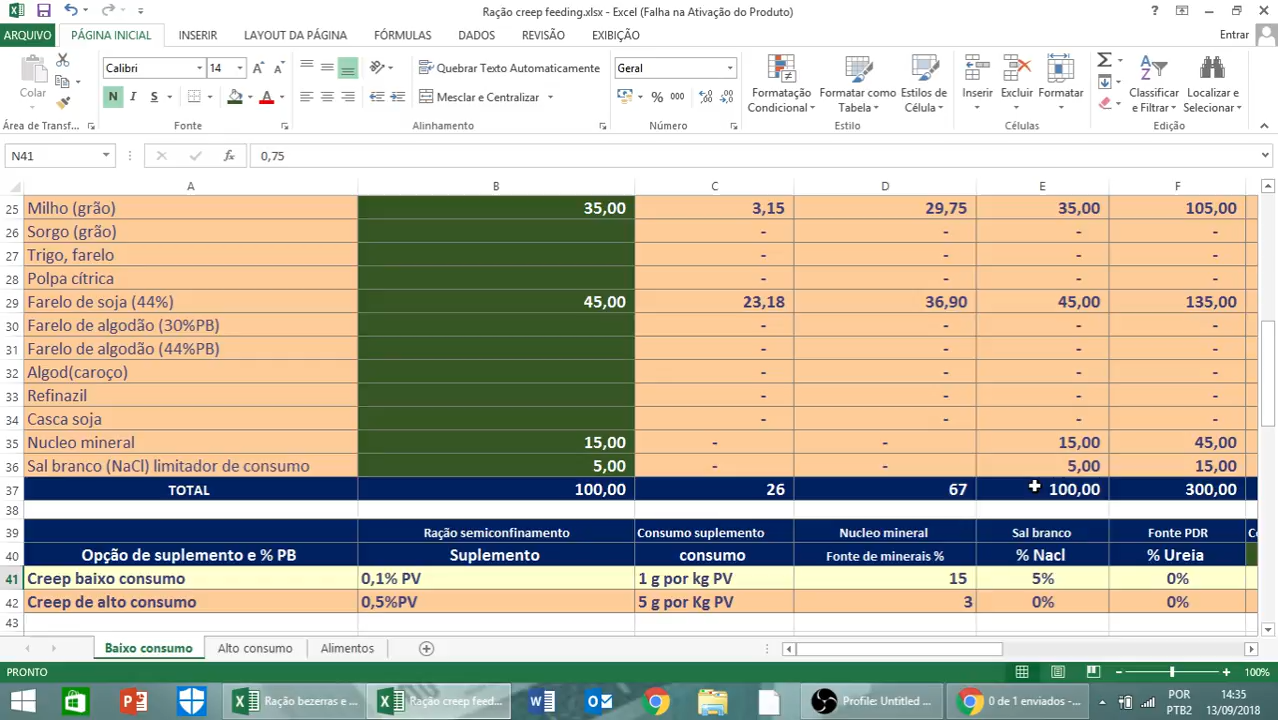 Ração creep feeding.xlsx - Excel (Falha na Ativação do Produto)
ARQUIVO PÁGINA INICIAL INSERIR LAYOUT DA PÁGINA FÓRMULAS DADOS REVISÃO EXIBIÇÃO Entrar
Colar
Calibri 14
N I S
Quebrar Texto Automaticamente
Mesclar e Centralizar
Geral
% 000
Formatação Condicional
Formatar como Tabela
Estilos de Célula
Inserir Excluir Formatar
Classificar e Filtrar
Localizar e Selecionar
Área de Transf... Fonte Alinhamento Número Estilo Células Edição
N41 fx 0,75
A B C D E F
25 Milho (grão) 35,00 3,15 29,75 35,00 105,00
26 Sorgo (grão) - - - -
27 Trigo, farelo - - - -
28 Polpa cítrica - - - -
29 Farelo de soja (44%) 45,00 23,18 36,90 45,00 135,00
30 Farelo de algodão (30%PB) - - - -
31 Farelo de algodão (44%PB) - - - -
32 Algod(caroço) - - - -
33 Refinazil - - - -
34 Casca soja - - - -
35 Nucleo mineral 15,00 - - 15,00 45,00
36 Sal branco (NaCl) limitador de consumo 5,00 - - 5,00 15,00
37 TOTAL 100,00 26 67 100,00 300,00
38
39 Ração semiconfinamento Consumo suplemento Nucleo mineral Sal branco Fonte PDR
40 Opção de suplemento e % PB Suplemento consumo Fonte de minerais % % Nacl % Ureia
41 Creep baixo consumo 0,1% PV 1 g por kg PV 15 5% 0%
42 Creep de alto consumo 0,5%PV 5 g por Kg PV 3 0% 0%
43
Baixo consumo Alto consumo Alimentos
PRONTO 100%
Ração bezerras e ... Ração creep feed... Profile: Untitled ... 0 de 1 enviados -...
POR
PTB2
14:35
13/09/2018